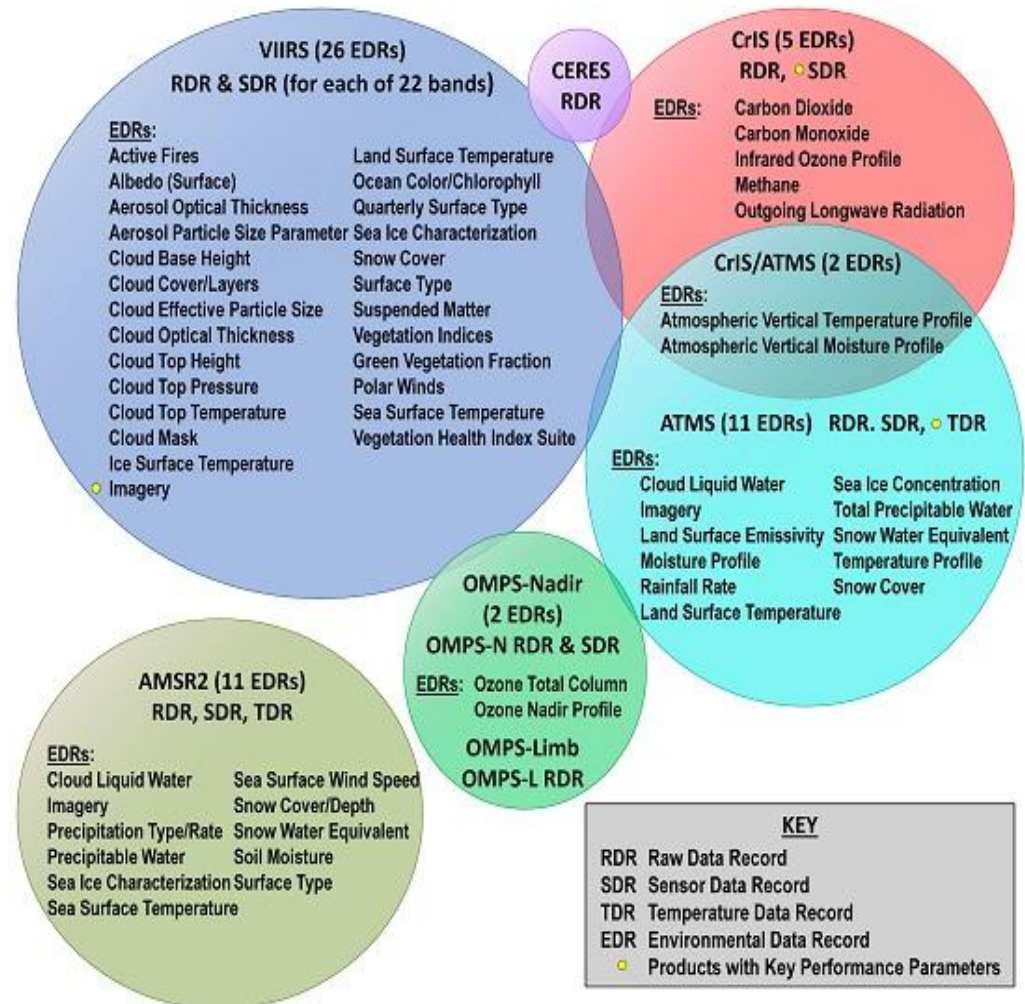 VIIRS (26 EDRs)
RDR & SDR (for each of 22 bands)
EDRs:
Active Fires
Albedo (Surface)
Aerosol Optical Thickness
Aerosol Particle Size Parameter
Cloud Base Height
Cloud Cover/Layers
Cloud Effective Particle Size
Cloud Optical Thickness
Cloud Top Height
Cloud Top Pressure
Cloud Top Temperature
Cloud Mask
Ice Surface Temperature
Imagery
Land Surface Temperature
Ocean Color/Chlorophyll
Quarterly Surface Type
Sea Ice Characterization
Snow Cover
Surface Type
Suspended Matter
Vegetation Indices
Green Vegetation Fraction
Polar Winds
Sea Surface Temperature
Vegetation Health Index Suite
CERES
RDR
CrIS (5 EDRs)
RDR, SDR
EDRs:
Carbon Dioxide
Carbon Monoxide
Infrared Ozone Profile
Methane
Outgoing Longwave Radiation
CrIS/ATMS (2 EDRs)
EDRs:
Atmospheric Vertical Temperature Profile
Atmospheric Vertical Moisture Profile
ATMS (11 EDRs) RDR. SDR, TDR
EDRs:
Cloud Liquid Water
Imagery
Land Surface Emissivity
Moisture Profile
Rainfall Rate
Land Surface Temperature
Sea Ice Concentration
Total Precipitable Water
Snow Water Equivalent
Temperature Profile
Snow Cover
OMPS-Nadir
(2 EDRs)
OMPS-N RDR & SDR
EDRs: Ozone Total Column
Ozone Nadir Profile
OMPS-Limb
OMPS-L RDR
AMSR2 (11 EDRs)
RDR, SDR, TDR
EDRs:
Cloud Liquid Water
Imagery
Precipitation Type/Rate
Precipitable Water
Sea Ice Characterization
Sea Surface Temperature
Sea Surface Wind Speed
Snow Cover/Depth
Snow Water Equivalent
Soil Moisture
Surface Type
KEY
RDR Raw Data Record
SDR Sensor Data Record
TDR Temperature Data Record
EDR Environmental Data Record
Products with Key Performance Parameters